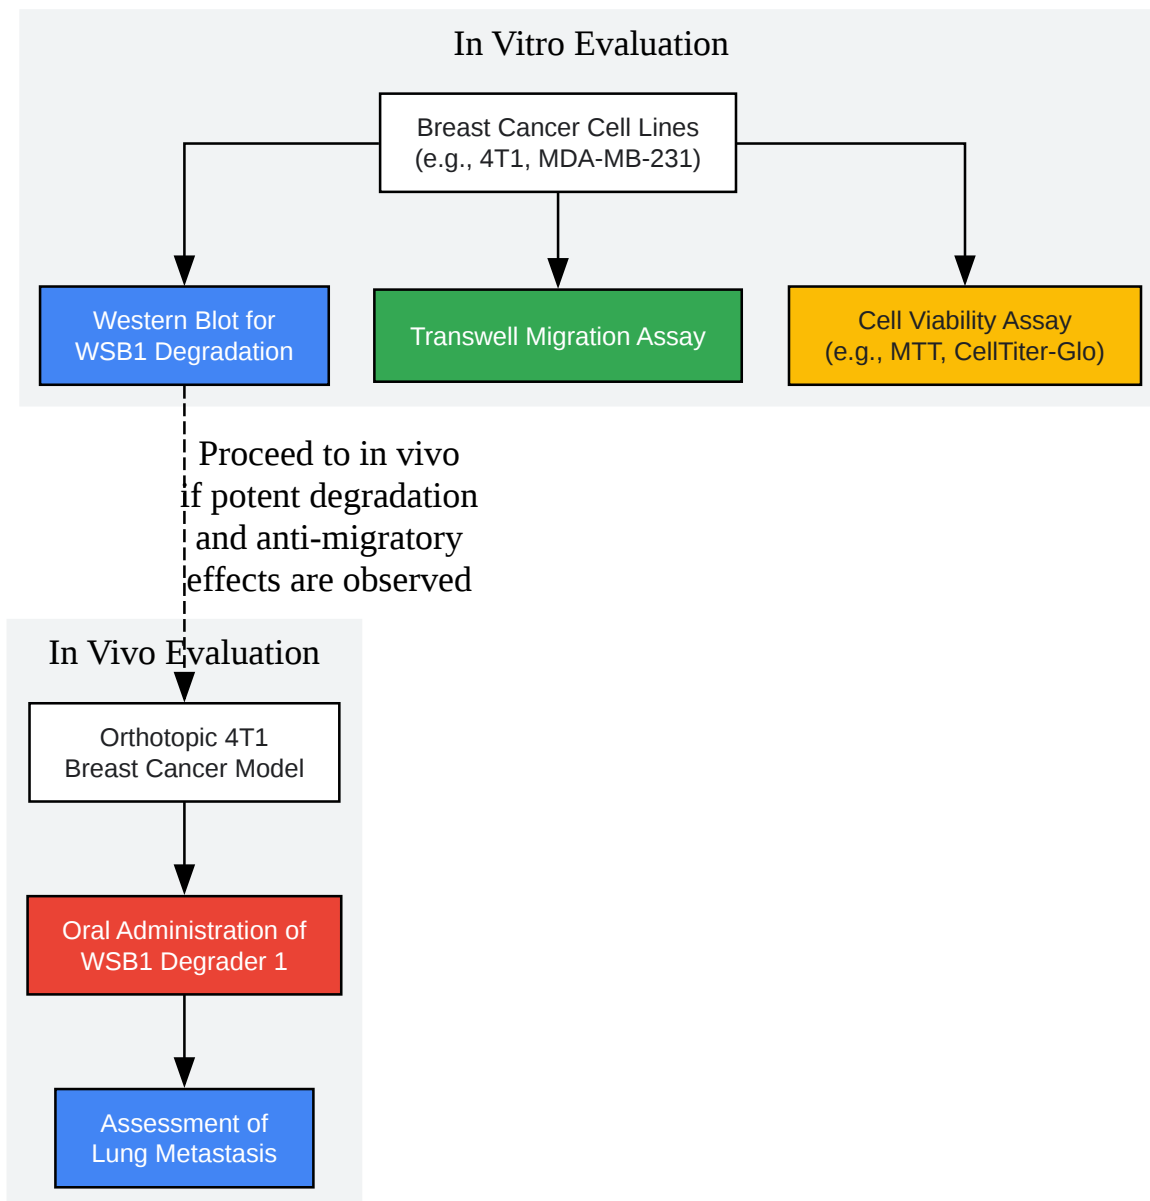 In Vitro Evaluation
Breast Cancer Cell Lines
(e.g., 4T1, MDA-MB-231)
Western Blot for
WSB1 Degradation
Transwell Migration Assay
Cell Viability Assay
(e.g., MTT, CellTiter-Glo)
Proceed to in vivo
if potent degradation
and anti-migratory
effects are observed
In Vivo Evaluation
Orthotopic 4T1
Breast Cancer Model
Oral Administration of
WSB1 Degrader 1
Assessment of
Lung Metastasis